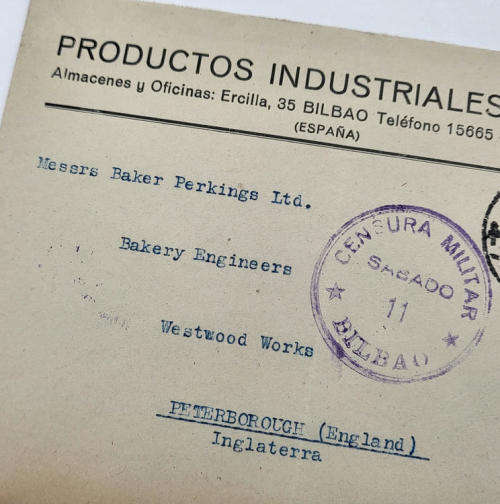 PRODUCTOS INDUSTRIALES
Almacenes y Oficinas: Ercilla, 35 BILBAO Teléfono 15665
(ESPAÑA)
Messrs Baker Perkings Ltd.
Bakery Engineers
Westwood Works
PETERBOROUGH (England)
Inglaterra
CENSURA MILITAR
SABADO
11
BILBAO